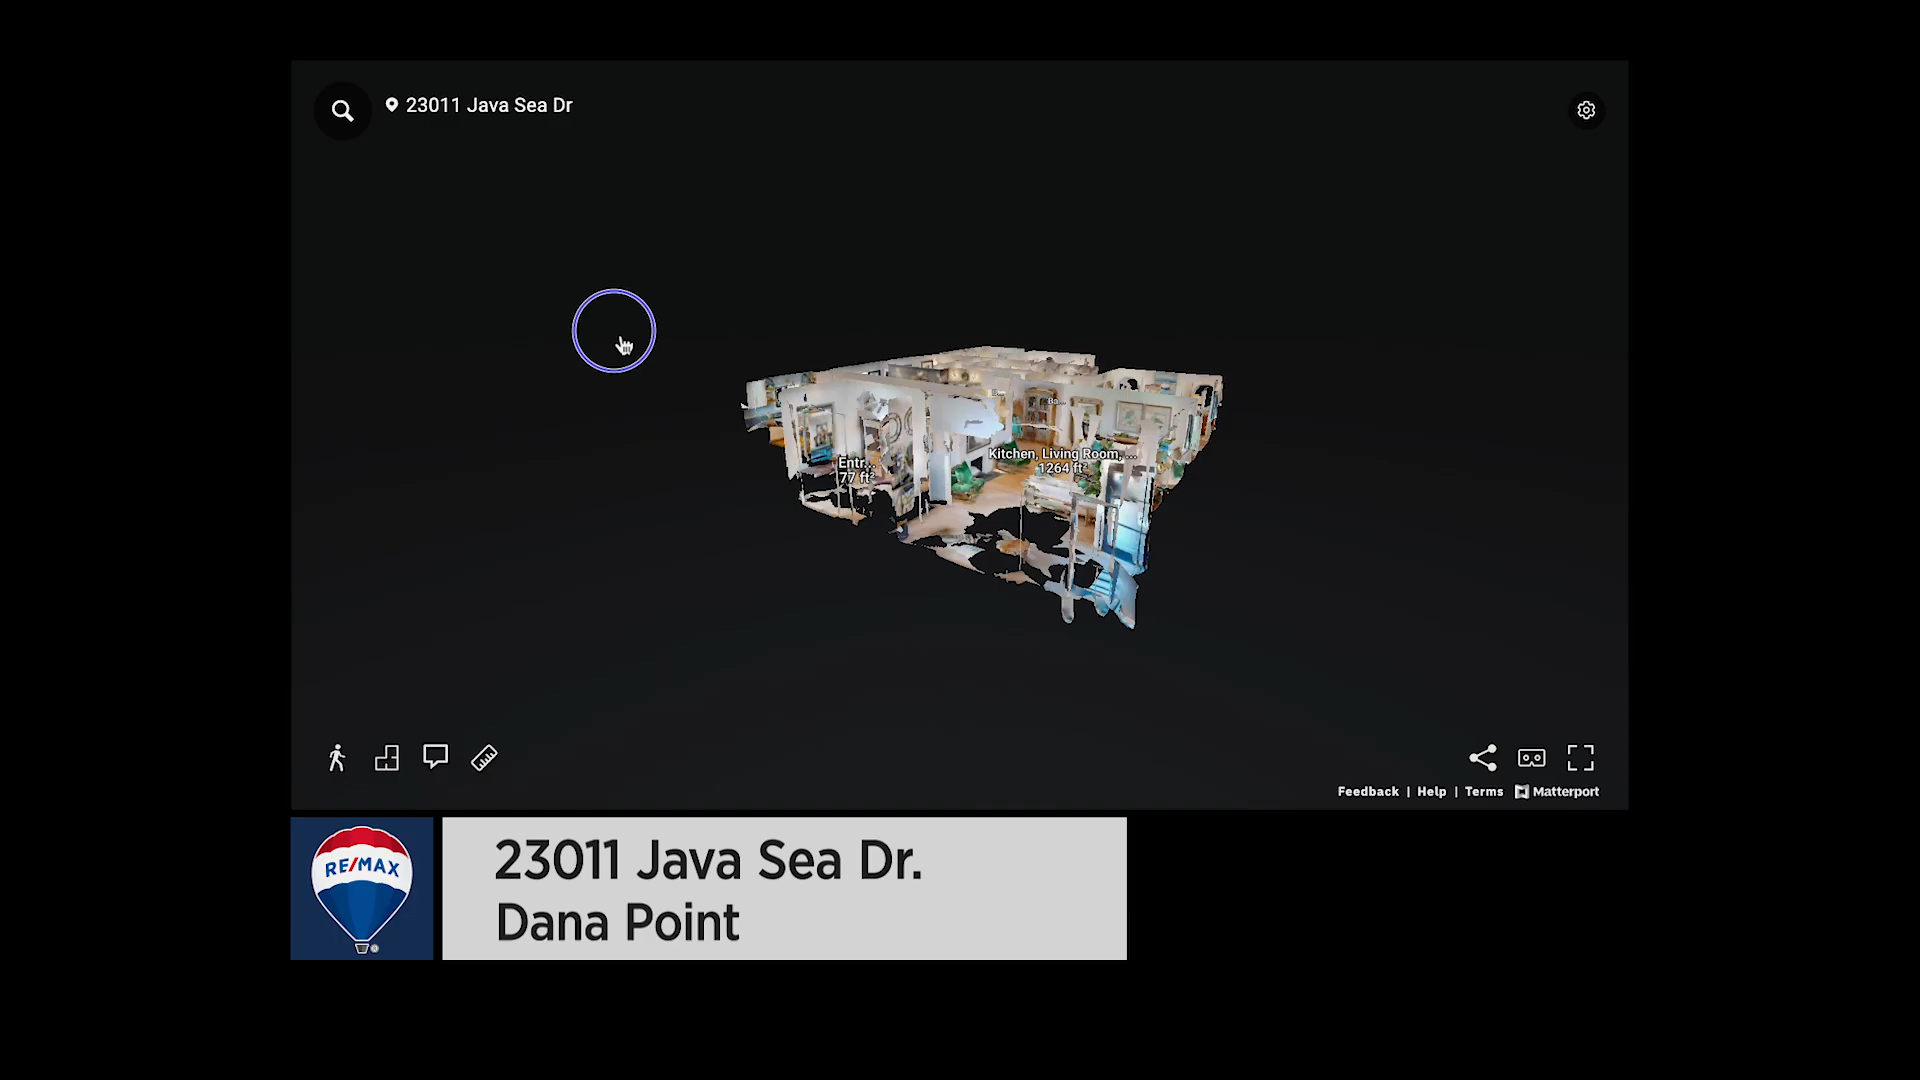 23011 Java Sea Dr
Ba...
Kitchen, Living Room, ...
1264 ft²
Entr...
77 ft²
Feedback | Help | Terms Matterport
RE/MAX
23011 Java Sea Dr.
Dana Point